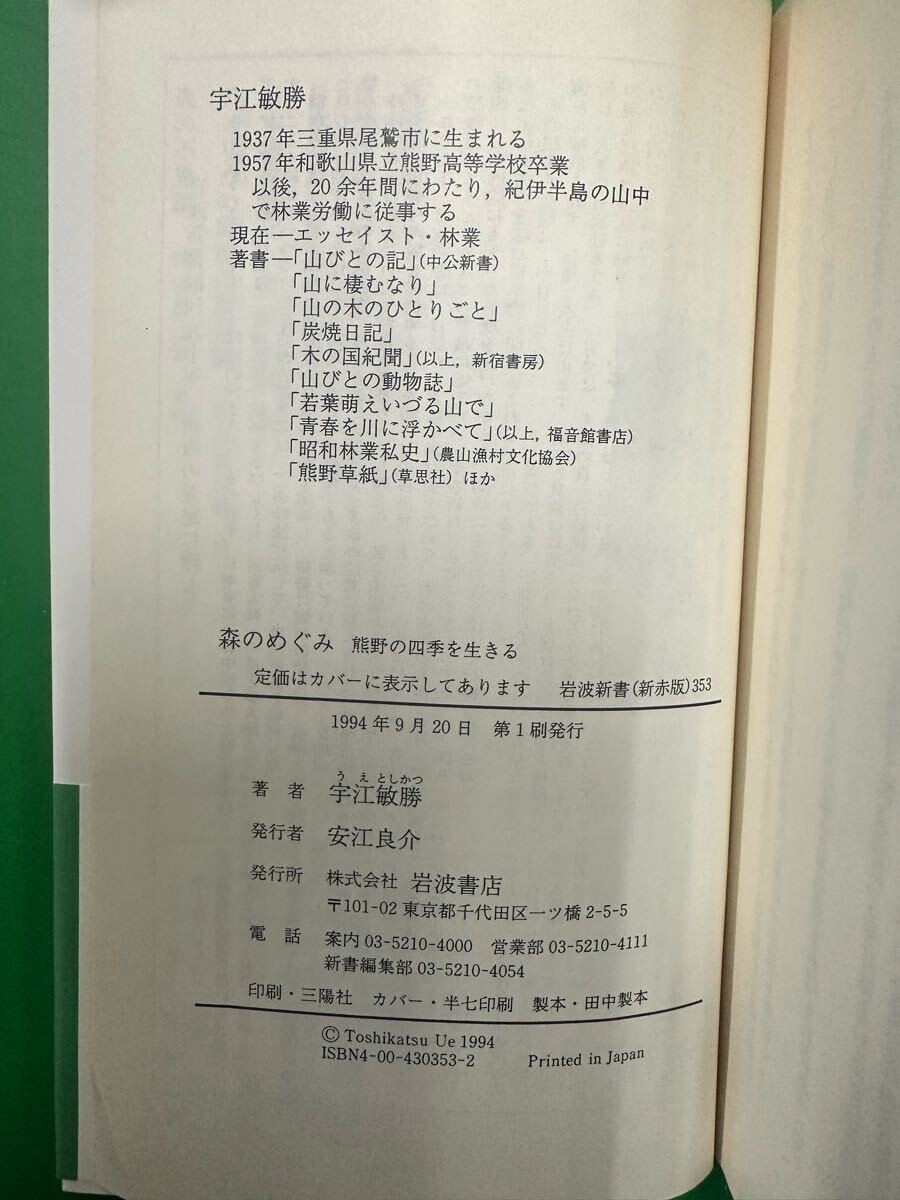 宇江敏勝
1937年三重県尾鷲市に生まれる
1957年和歌山県立熊野高等学校卒業
以後，20余年間にわたり，紀伊半島の山中
で林業労働に従事する
現在―エッセイスト・林業
著書―「山びとの記」(中公新書)
「山に棲むなり」
「山の木のひとりごと」
「炭焼日記」
「木の国紀聞」(以上，新宿書房)
「山びとの動物誌」
「若葉萌えいづる山で」
「青春を川に浮かべて」(以上，福音館書店)
「昭和林業私史」(農山漁村文化協会)
「熊野草紙」(草思社) ほか
森のめぐみ 熊野の四季を生きる
定価はカバーに表示してあります 岩波新書(新赤版)353
1994年9月20日 第1刷発行
うえとしかつ
著者 宇江敏勝
発行者 安江良介
発行所 株式会社 岩波書店
〒101-02 東京都千代田区一ツ橋2-5-5
電話 案内03-5210-4000 営業部03-5210-4111
新書編集部03-5210-4054
印刷・三陽社 カバー・半七印刷 製本・田中製本
© Toshikatsu Ue 1994
ISBN4-00-430353-2 Printed in Japan